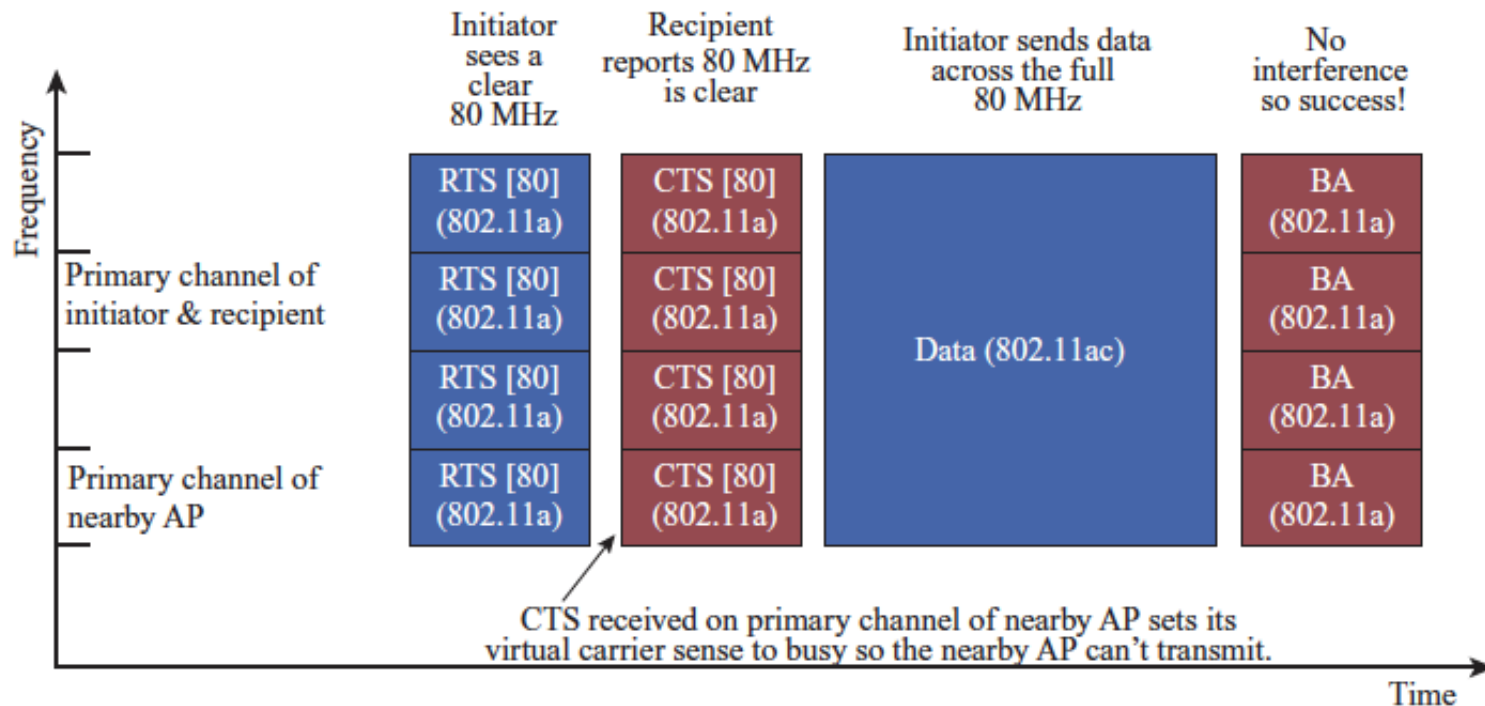 Initiator
sees a
clear
80 MHz
Recipient
reports 80 MHz
is clear
Initiator sends data
across the full
80 MHz
No
interference
so success!
Frequency
RTS [80]
(802.11a)
CTS [80]
(802.11a)
BA
(802.11a)
Primary channel of
initiator & recipient
RTS [80]
(802.11a)
CTS [80]
(802.11a)
BA
(802.11a)
Data (802.11ac)
RTS [80]
(802.11a)
CTS [80]
(802.11a)
BA
(802.11a)
Primary channel of
nearby AP
RTS [80]
(802.11a)
CTS [80]
(802.11a)
BA
(802.11a)
CTS received on primary channel of nearby AP sets its
virtual carrier sense to busy so the nearby AP can’t transmit.
Time